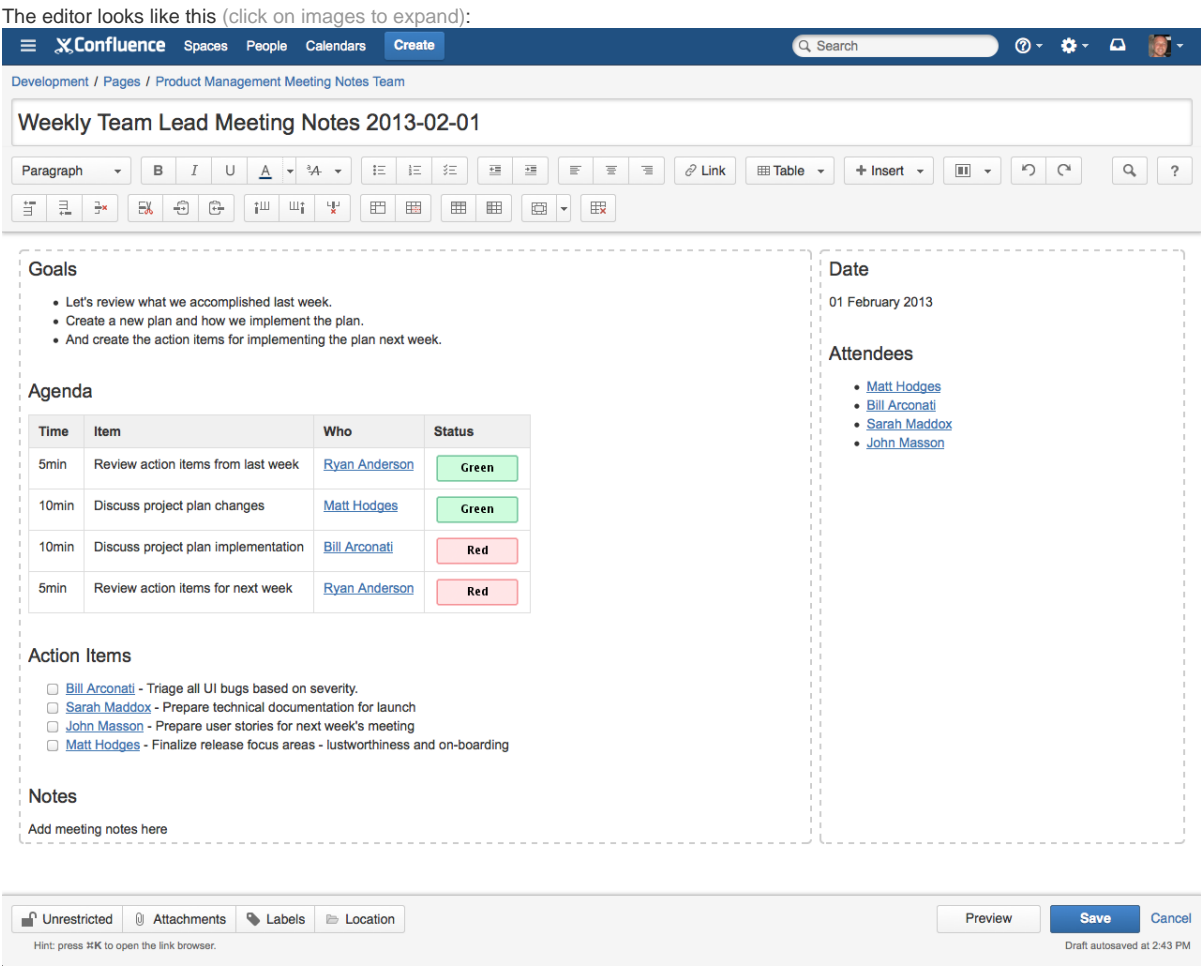 The editor looks like this (click on images to expand):
Confluence Spaces People Calendars Create Search
Development / Pages / Product Management Meeting Notes Team
Weekly Team Lead Meeting Notes 2013-02-01
Paragraph B I U A Link Table + Insert ?
Goals
• Let's review what we accomplished last week.
• Create a new plan and how we implement the plan.
• And create the action items for implementing the plan next week.
Agenda
Time Item Who Status
5min Review action items from last week Ryan Anderson Green
10min Discuss project plan changes Matt Hodges Green
10min Discuss project plan implementation Bill Arconati Red
5min Review action items for next week Ryan Anderson Red
Action Items
Bill Arconati - Triage all UI bugs based on severity.
Sarah Maddox - Prepare technical documentation for launch
John Masson - Prepare user stories for next week's meeting
Matt Hodges - Finalize release focus areas - lustworthiness and on-boarding
Notes
Add meeting notes here
Date
01 February 2013
Attendees
• Matt Hodges
• Bill Arconati
• Sarah Maddox
• John Masson
Unrestricted Attachments Labels Location Preview Save Cancel
Hint: press ⌘K to open the link browser. Draft autosaved at 2:43 PM